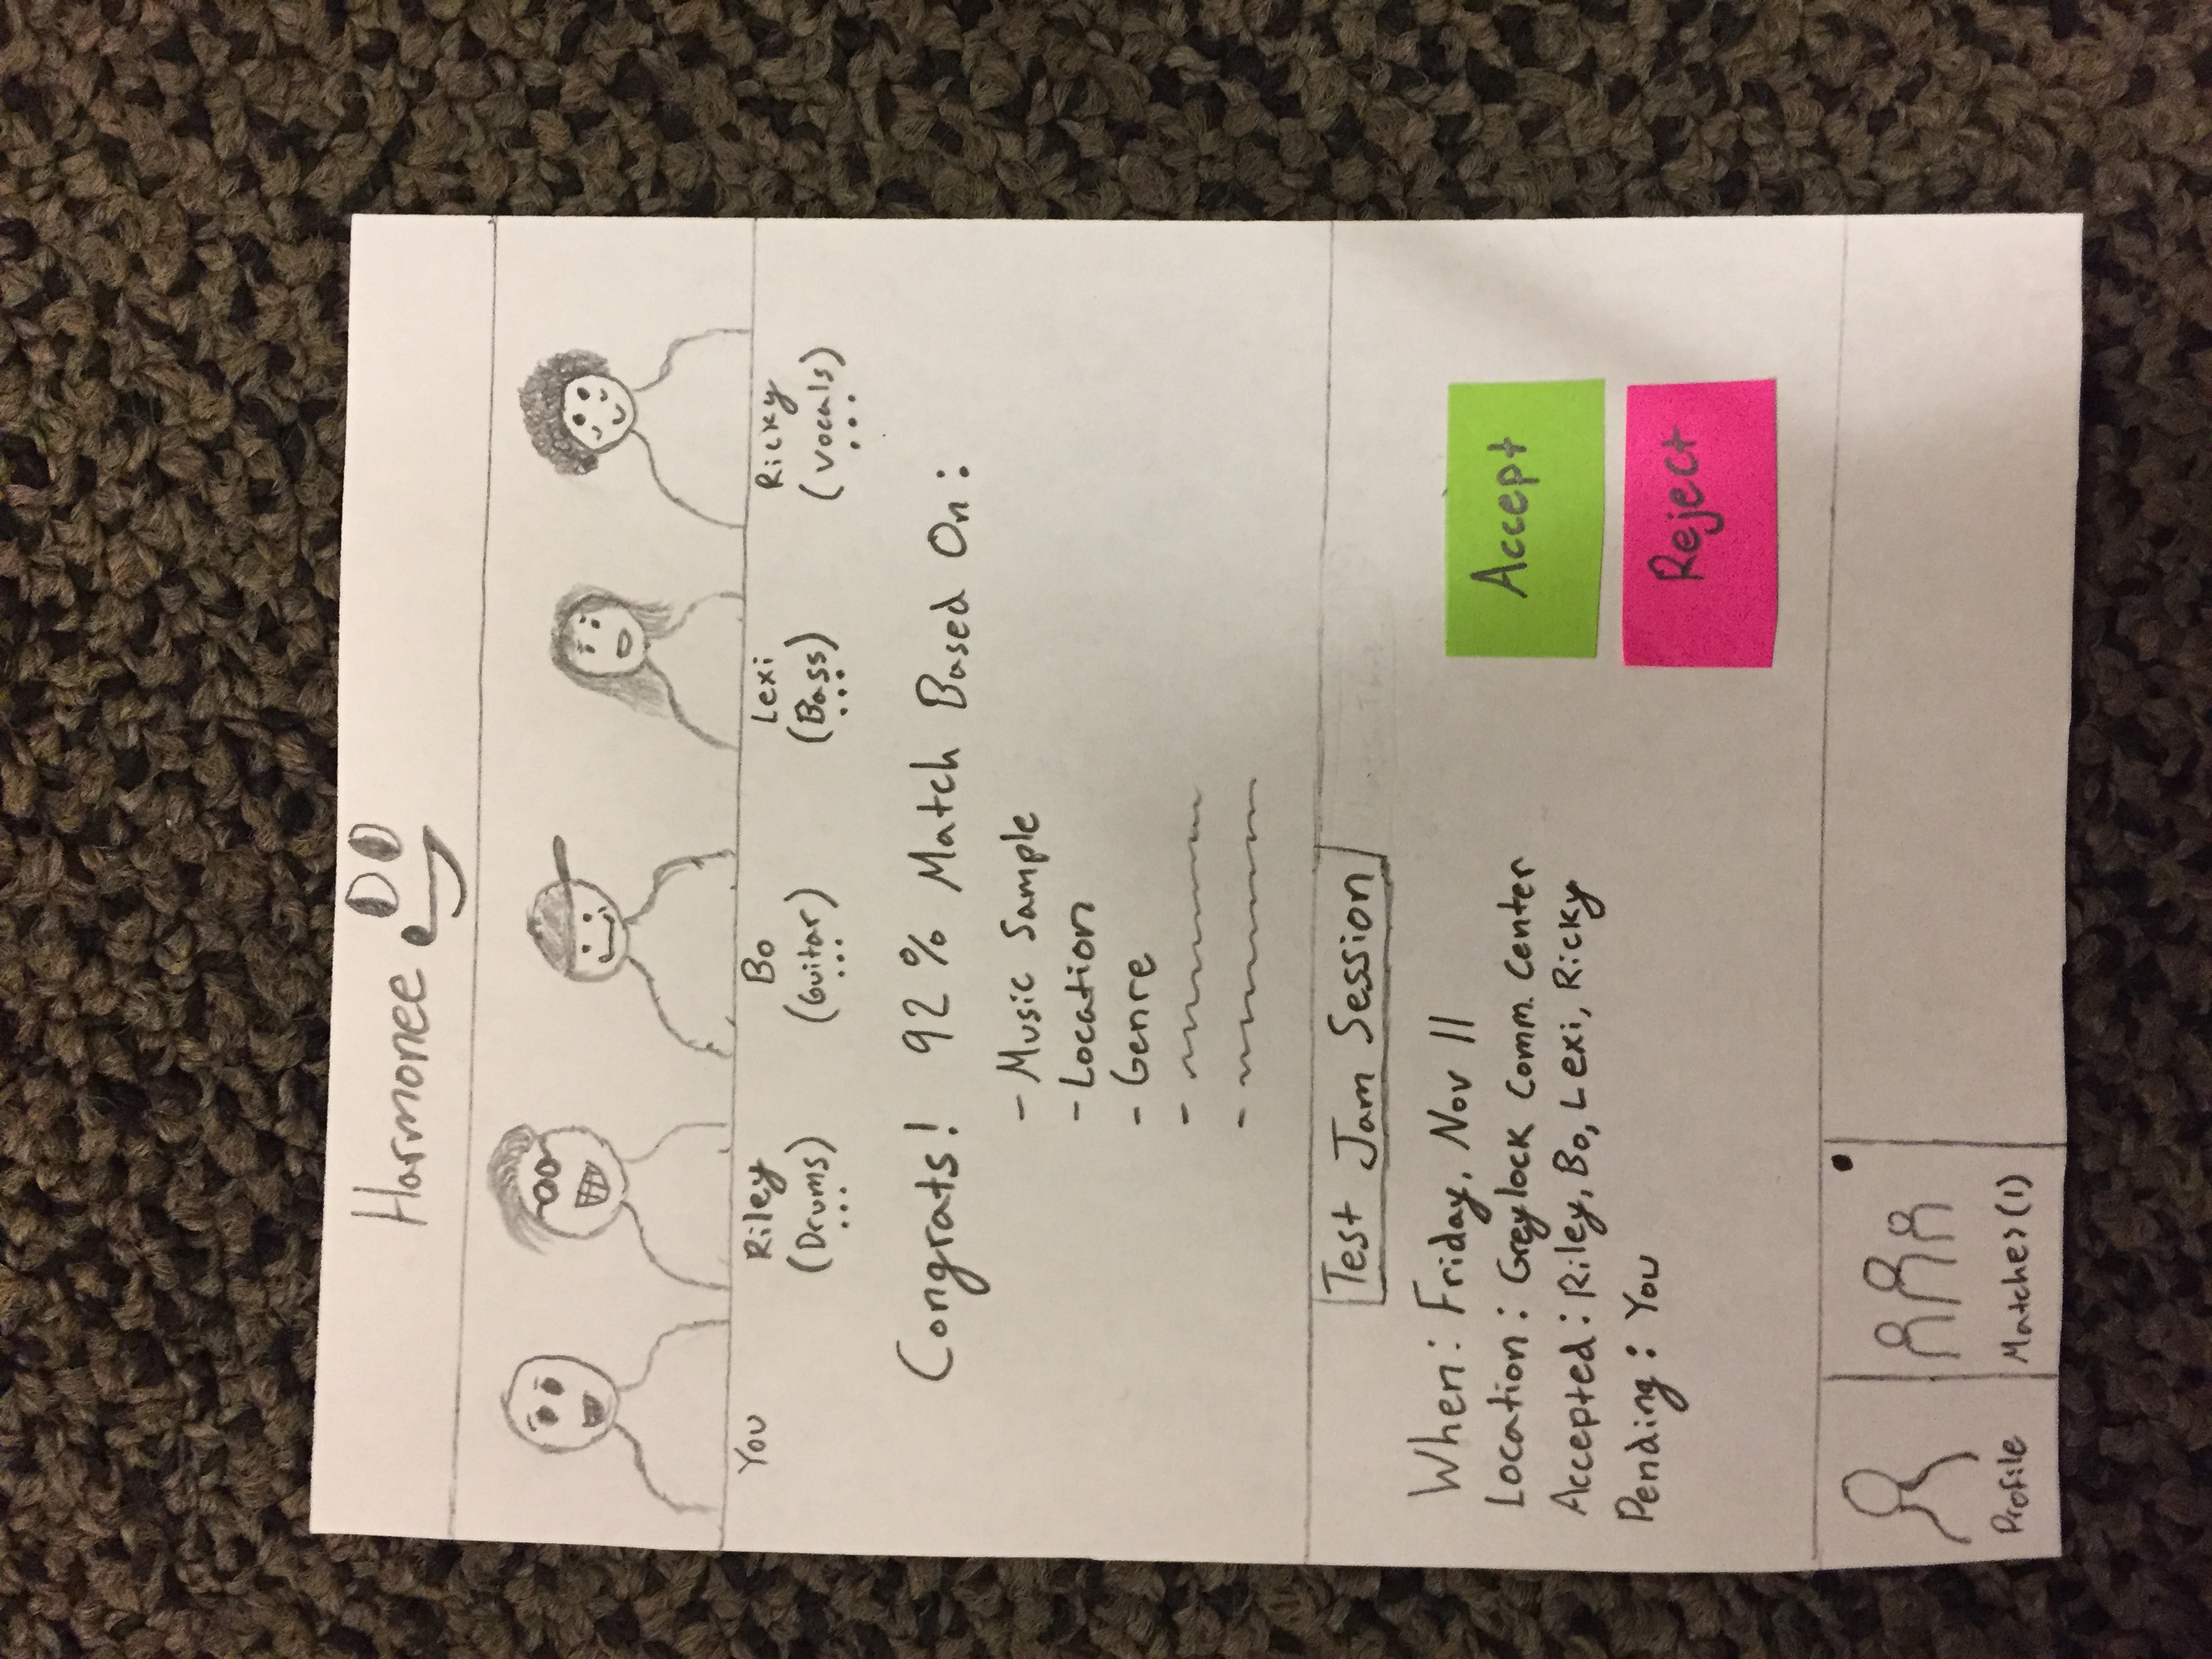 Harmonee
You Riley Bo Lexi Ricky
(Drums) (Guitar) (Bass) (vocals)
... ... ... ...
Congrats! 92% Match Based On:
- Music Sample
- Location
- Genre
-
-
Test Jam Session
When: Friday, Nov 11
Location: Greylock Comm. Center
Accepted: Riley, Bo, Lexi, Ricky
Pending: You
Accept
Reject
Profile
Matches (1)